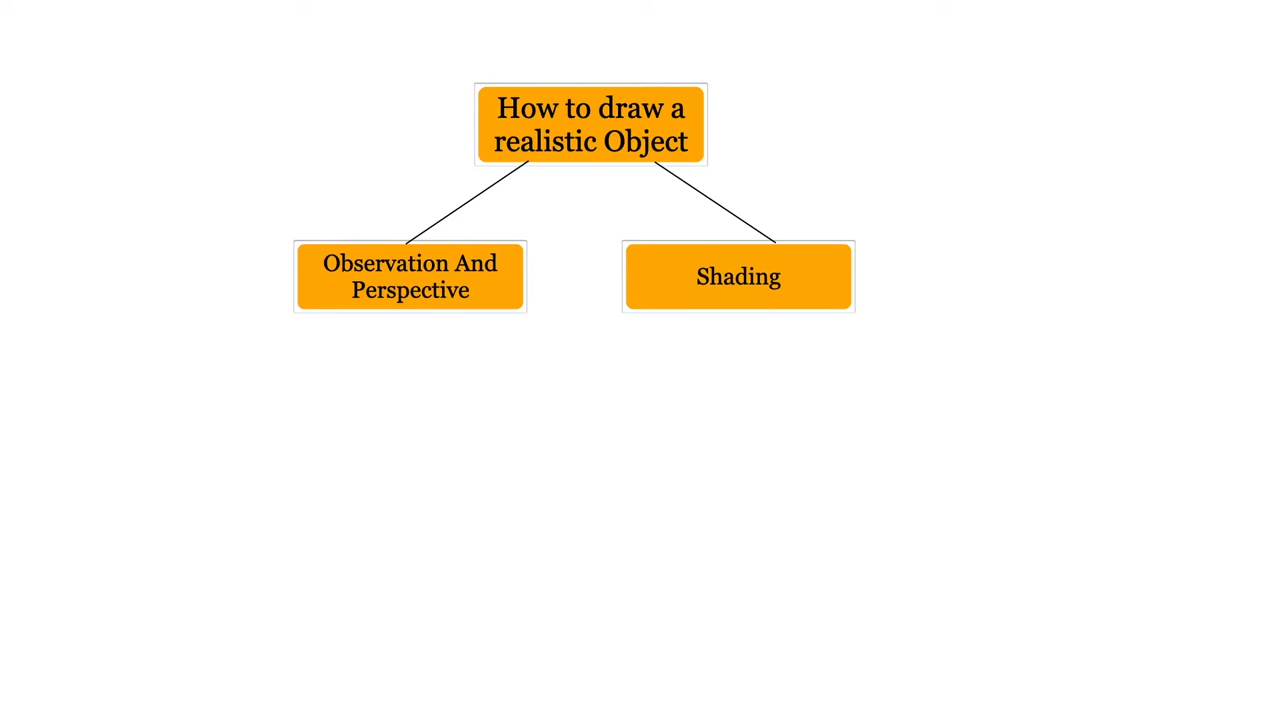 How to draw a
realistic Object
Observation And
Perspective
Shading